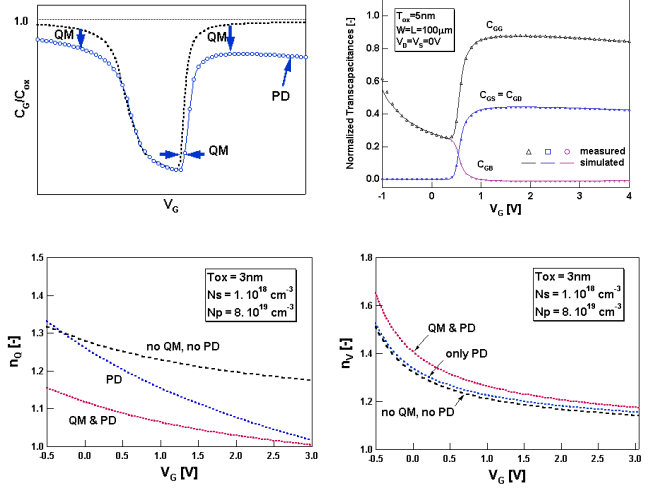 1.0
QM
QM
PD
QM
C_G/C_ox
V_G
T_ox=5nm
W=L=100µm
V_D=V_S=0V
C_GG
C_GS = C_GD
C_GB
measured
simulated
Normalized Transcapacitances
1.0
0.8
0.6
0.4
0.2
0.0
-1 0 1 2 3 4
V_G [V]
1.5
1.4
1.3
1.2
1.1
1.0
n_Q [-]
Tox = 3nm
Ns = 1. 10^18 cm^-3
Np = 8. 10^19 cm^-3
no QM, no PD
PD
QM & PD
-0.5 0.0 0.5 1.0 1.5 2.0 2.5 3.0
V_G [V]
1.8
1.6
1.4
1.2
1.0
n_V [-]
Tox = 3nm
Ns = 1. 10^18 cm^-3
Np = 8. 10^19 cm^-3
QM & PD
only PD
no QM, no PD
-0.5 0.0 0.5 1.0 1.5 2.0 2.5 3.0
V_G [V]